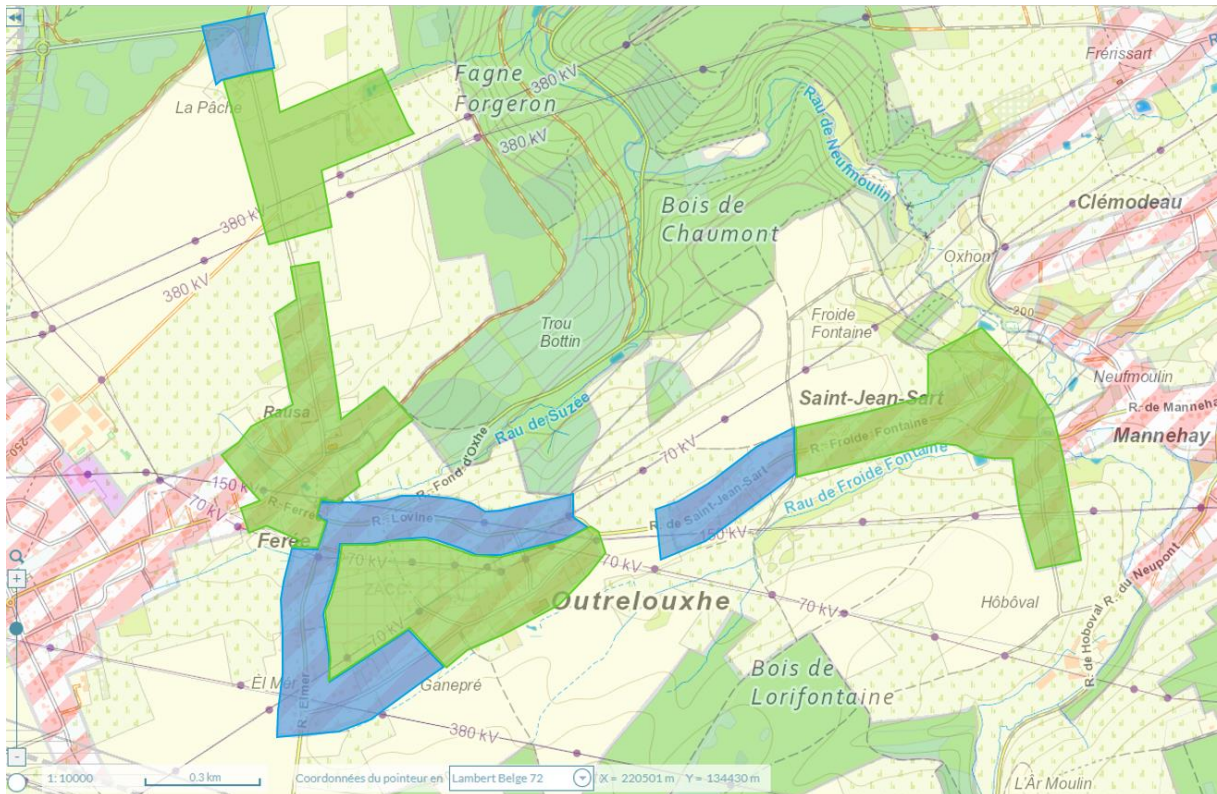 Frérissart
La Pâche
Fagne
Forgeron
380 kV
380 kV
Rau de Neufmoulin
Bois de
Chaumont
Clémodeau
380 kV
380 kV
Oxhon
200
Trou
Bottin
Froide
Fontaine
Neufmoulin
Rausa
Rau de Suzée
Saint-Jean-Sart
R. de Manneha
R. Froide Fontaine
Mannehay
250
70 kV
R. Fond d'Oxhe
150 k
70 kV
R. Ferrée
Rau de Froide Fontaine
R. Lovine
R. de Saint-Jean-Sart
150 kV
Ferée
70 kV
70 kV
ZACC
Outrelouxhe
70 kV
Hôbôval
R. du Neupont
70 kV
Bois de
Lorifontaine
R. de Hoboval
Èl Mér
Ganepré
R. Elmer
380 kV
1: 10000
0.3 km
Coordonnées du pointeur en
Lambert Belge 72
X = 220501 m
Y = 134430 m
L'Âr Moulin